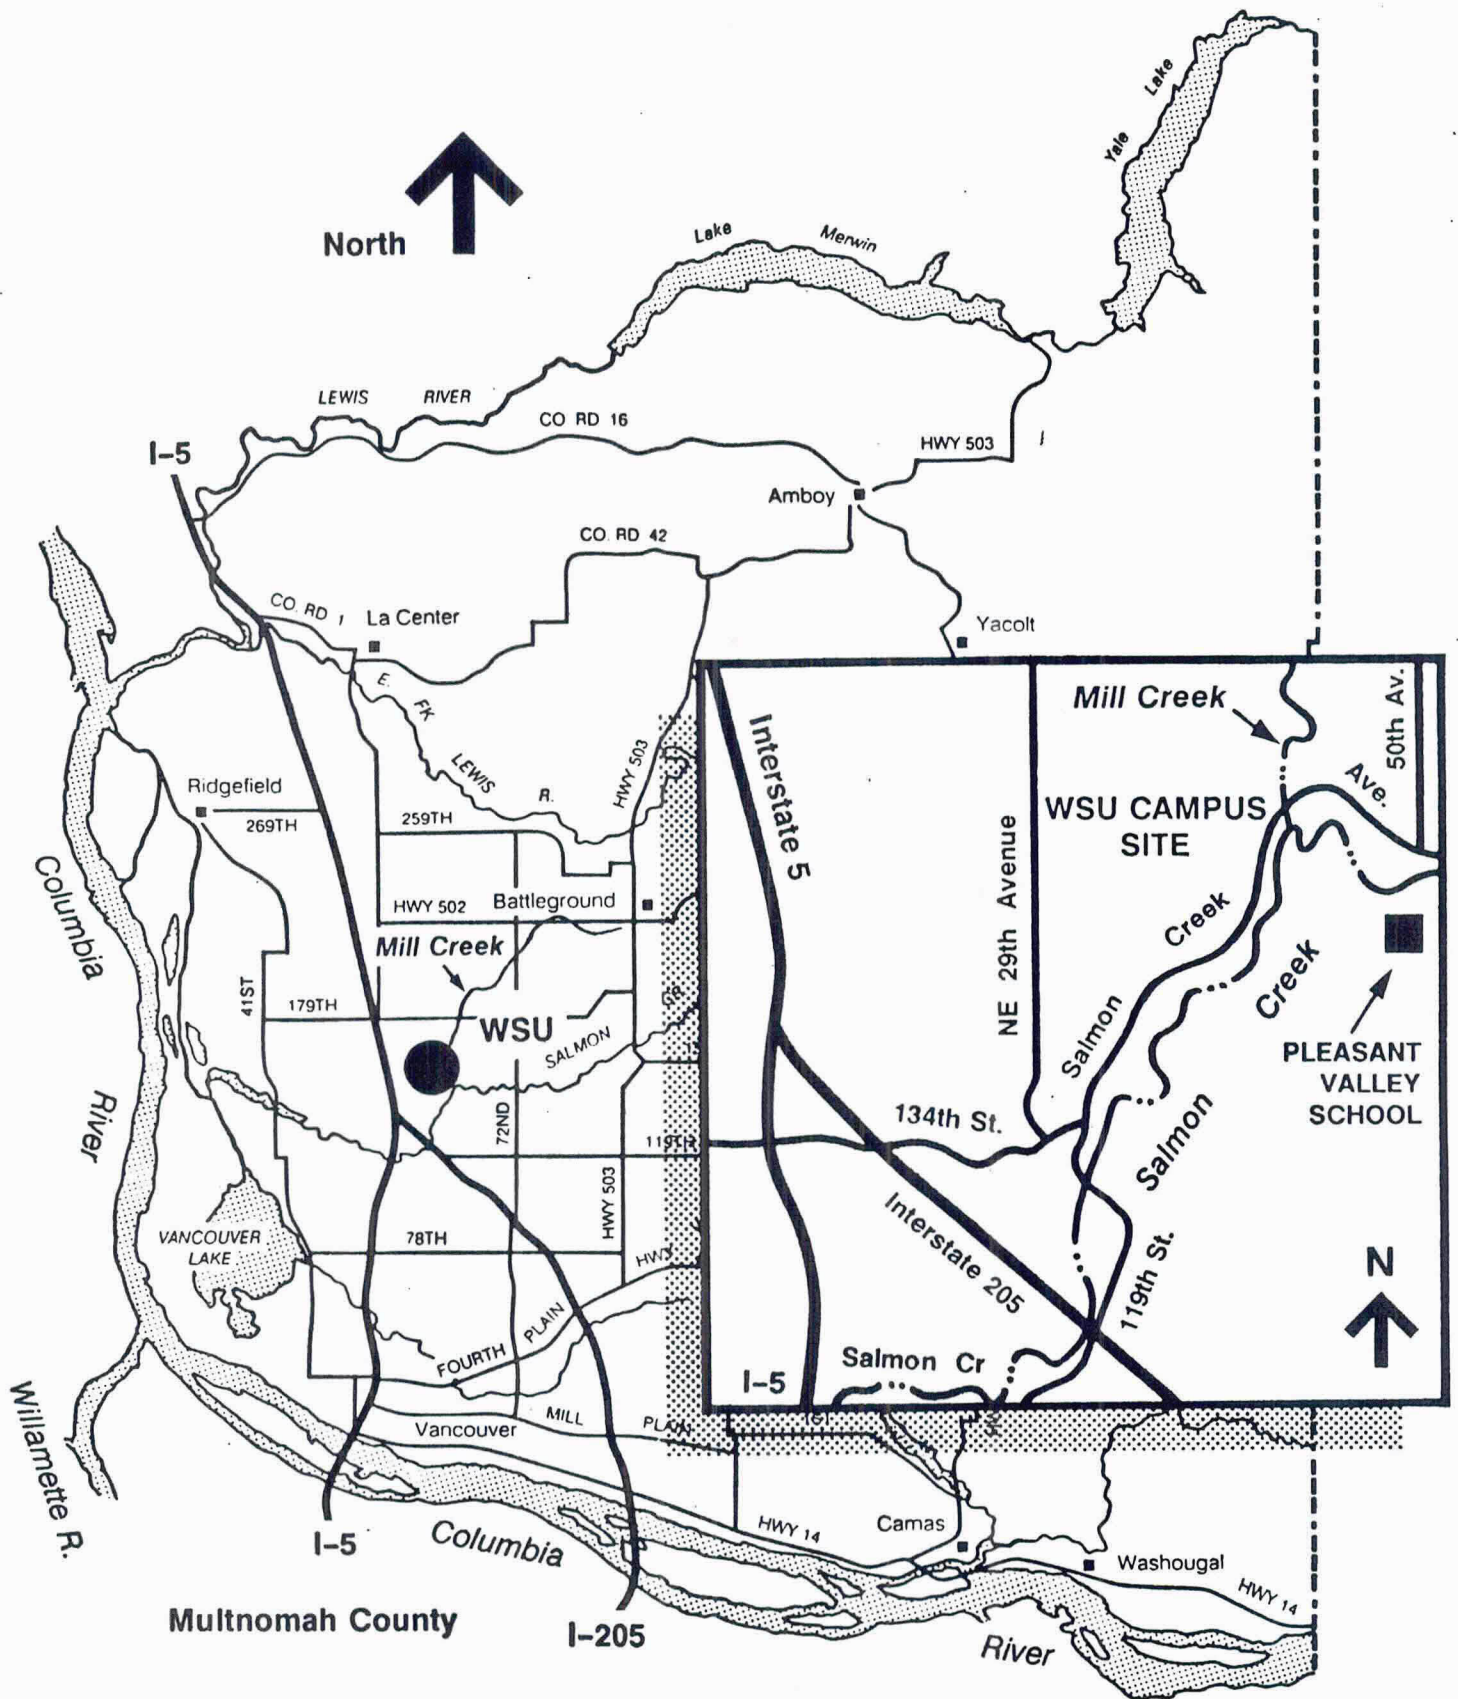 Yale Lake
North
Lake Merwin
LEWIS RIVER
CO RD 16
I-5
HWY 503
Amboy
CO. RD 42
CO. RD 1
La Center
Yacolt
E. FK LEWIS R.
HWY 503
Ridgefield
269TH
259TH
HWY 502
Battleground
Mill Creek
Columbia
River
41ST
179TH
WSU
SALMON
CR
72ND
119TH
HWY 503
VANCOUVER
LAKE
78TH
FOURTH PLAIN HWY
Willamette R.
Vancouver
MILL PLAIN
I-5
Columbia
HWY 14
Camas
Washougal
HWY 14
Multnomah County
I-205
River
Mill Creek
50th Av.
Interstate 5
NE 29th Avenue
WSU CAMPUS
SITE
Salmon Creek Ave.
Salmon Creek
PLEASANT
VALLEY
SCHOOL
134th St.
Interstate 205
119th St.
N
Salmon Cr
I-5